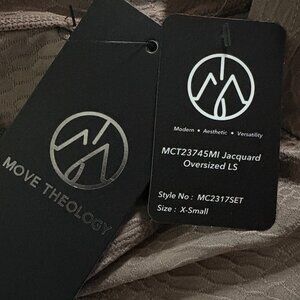 MOVE THEOLOGY
Modern • Aesthetic • Versatility
MCT23745MI Jacquard
Oversized LS
Style No : MC2317SET
Size : X-Small